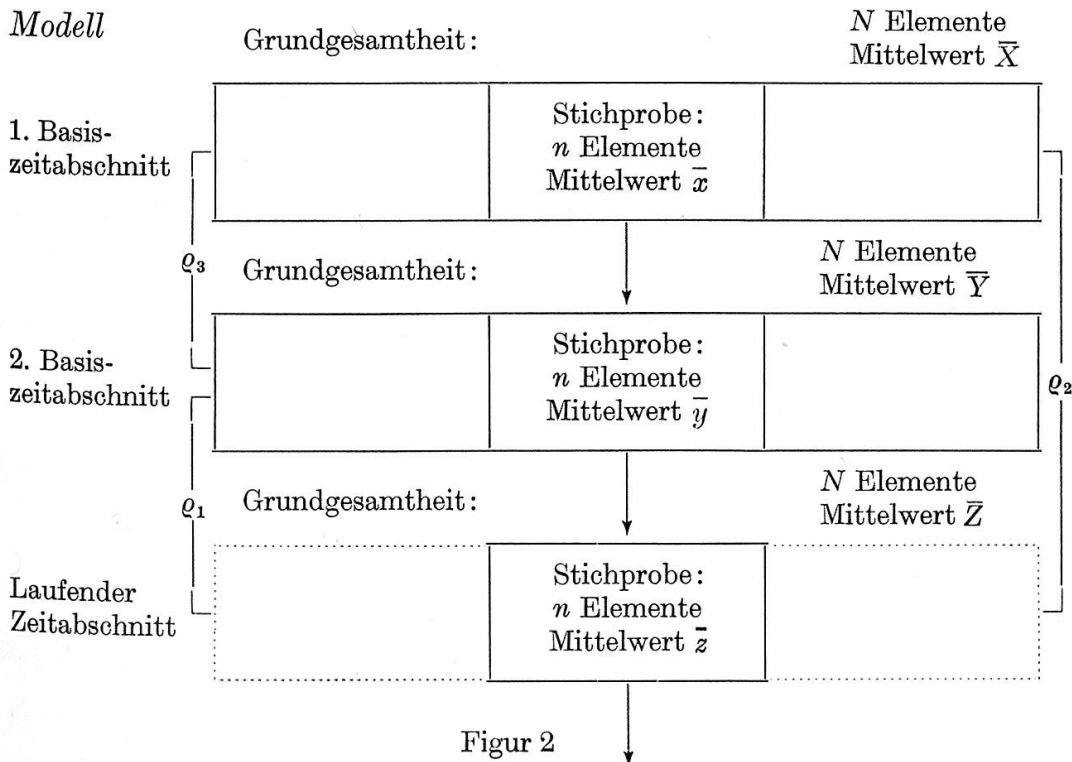 Modell
Grundgesamtheit:
N Elemente
Mittelwert X̅
1. Basis-
zeitabschnitt
Stichprobe:
n Elemente
Mittelwert x̅
ϱ₃
Grundgesamtheit:
N Elemente
Mittelwert Y̅
2. Basis-
zeitabschnitt
Stichprobe:
n Elemente
Mittelwert y̅
ϱ₂
ϱ₁
Grundgesamtheit:
N Elemente
Mittelwert Z̅
Laufender
Zeitabschnitt
Stichprobe:
n Elemente
Mittelwert z̅
Figur 2